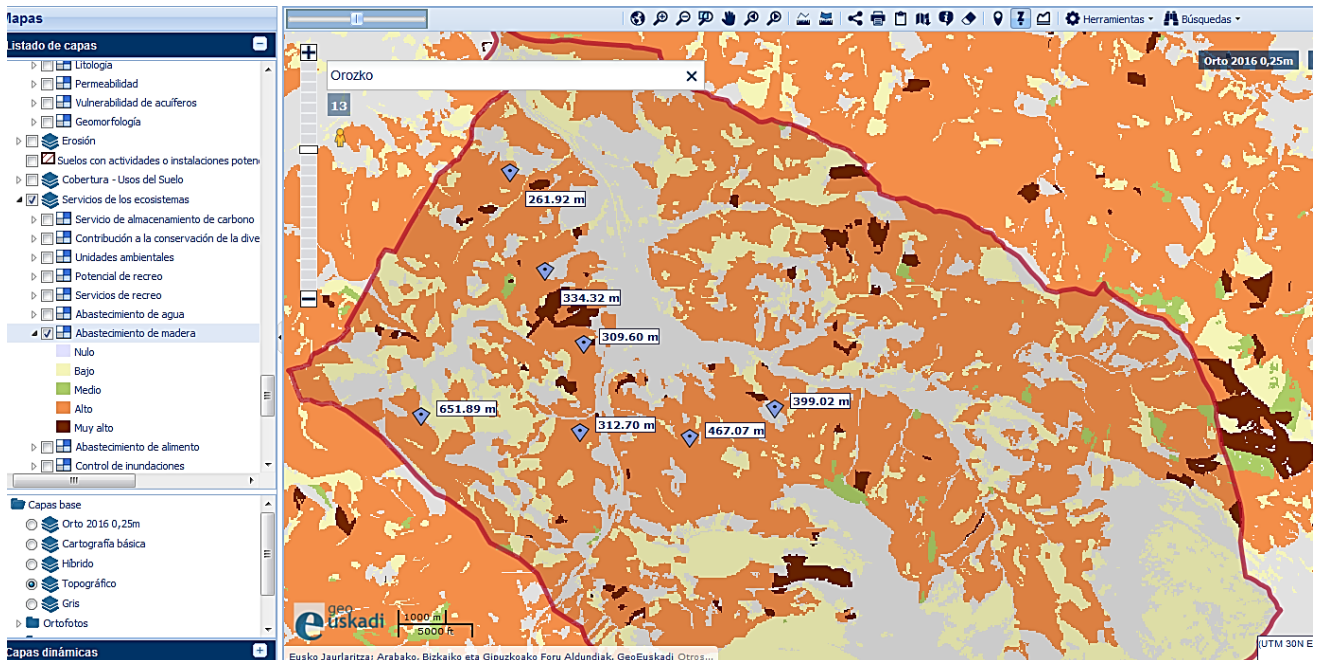 Mapas
Herramientas
Búsquedas
Listado de capas
Litología
Permeabilidad
Vulnerabilidad de acuíferos
Geomorfología
Erosión
Suelos con actividades o instalaciones poten
Cobertura - Usos del Suelo
Servicios de los ecosistemas
Servicio de almacenamiento de carbono
Contribución a la conservación de la dive
Unidades ambientales
Potencial de recreo
Servicios de recreo
Abastecimiento de agua
Abastecimiento de madera
Nulo
Bajo
Medio
Alto
Muy alto
Abastecimiento de alimento
Control de inundaciones
Capas base
Orto 2016 0,25m
Cartografía básica
Híbrido
Topográfico
Gris
Ortofotos
Capas dinámicas
Orozko
13
Orto 2016 0,25m
261.92 m
334.32 m
309.60 m
651.89 m
312.70 m
467.07 m
399.02 m
geo
euskadi
1000 m
5000 ft
(UTM 30N E
Eusko Jaurlaritza; Arabako, Bizkaiko eta Gipuzkoako Foru Aldundiak, GeoEuskadi Otros...